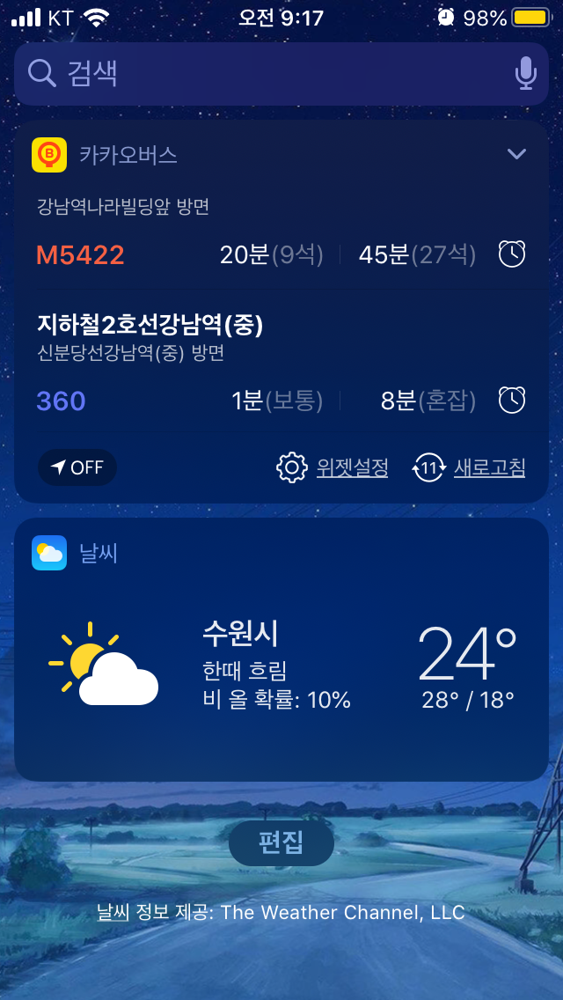 KT 오전 9:17 98%
검색
B 카카오버스
강남역나라빌딩앞 방면
M5422 20분(9석) 45분(27석)
지하철2호선강남역(중)
신분당선강남역(중) 방면
360 1분(보통) 8분(혼잡)
OFF 위젯설정 11 새로고침
날씨
수원시 24°
한때 흐림
비 올 확률: 10% 28° / 18°
편집
날씨 정보 제공: The Weather Channel, LLC